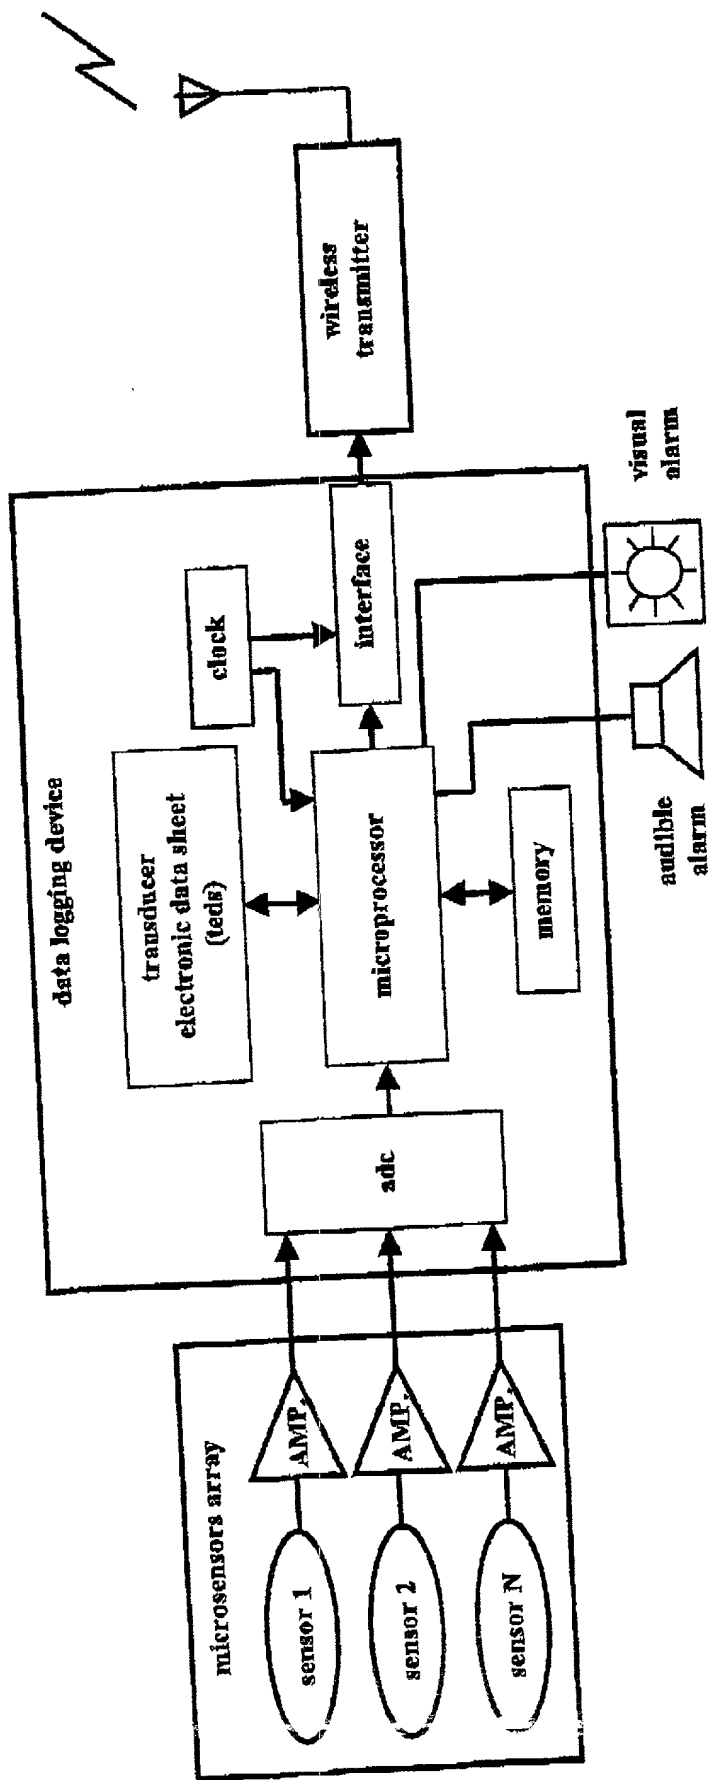 microsensors array
sensor 1
AMP.
sensor 2
AMP.
sensor N
AMP.
data logging device
adc
transducer
electronic data sheet
(teds)
microprocessor
memory
clock
interface
audible
alarm
visual
alarm
wireless
transmitter